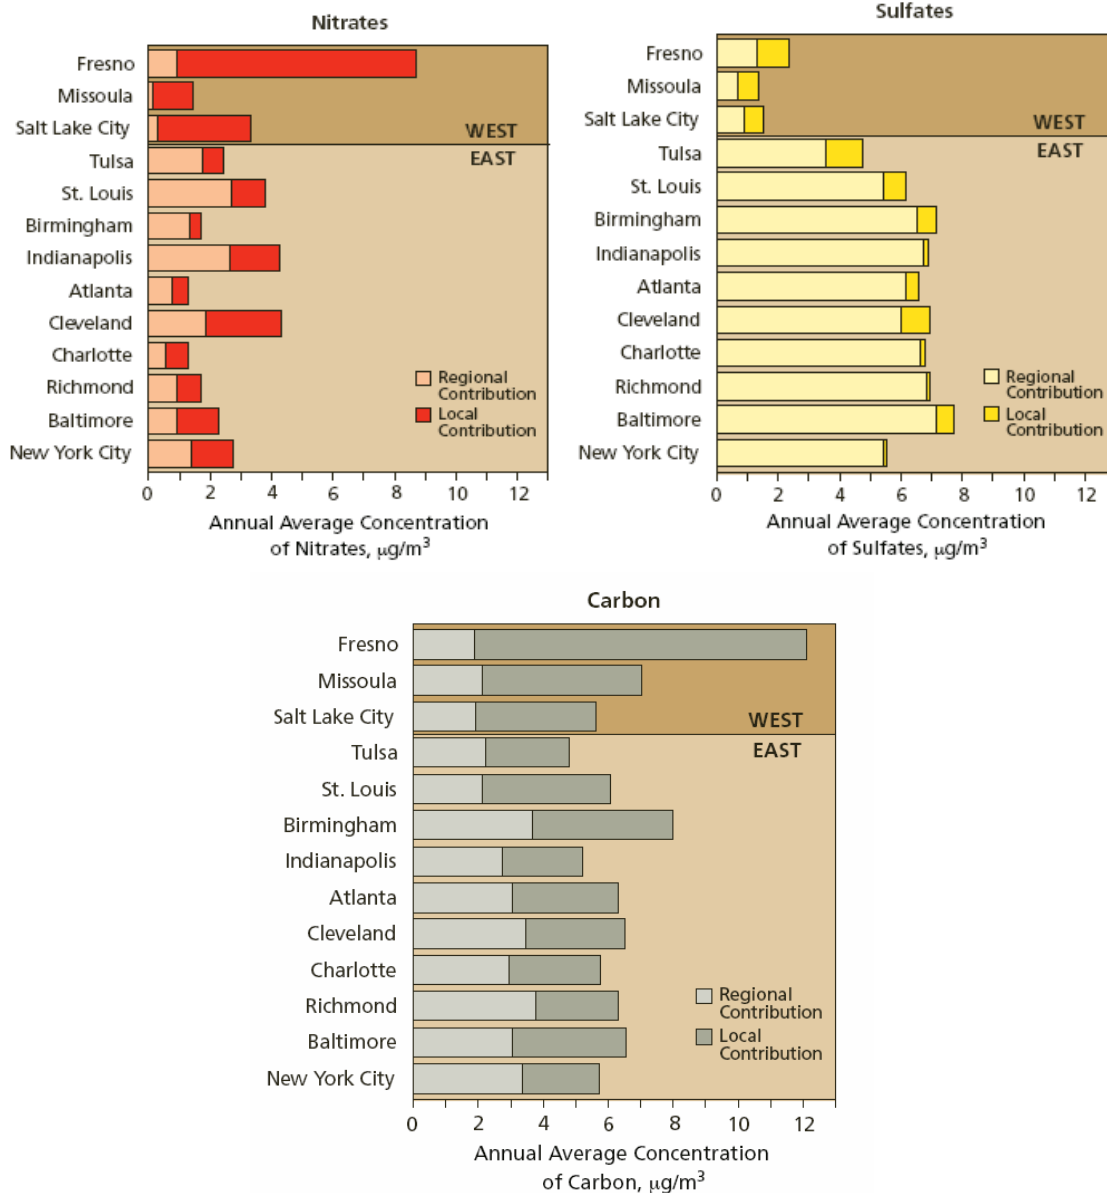 Nitrates
Fresno
Missoula
Salt Lake City
WEST
EAST
Tulsa
St. Louis
Birmingham
Indianapolis
Atlanta
Cleveland
Charlotte
Richmond
Baltimore
New York City
Regional
Contribution
Local
Contribution
0 2 4 6 8 10 12
Annual Average Concentration
of Nitrates, μg/m³
Sulfates
Fresno
Missoula
Salt Lake City
WEST
EAST
Tulsa
St. Louis
Birmingham
Indianapolis
Atlanta
Cleveland
Charlotte
Richmond
Baltimore
New York City
Regional
Contribution
Local
Contribution
0 2 4 6 8 10 12
Annual Average Concentration
of Sulfates, μg/m³
Carbon
Fresno
Missoula
Salt Lake City
WEST
EAST
Tulsa
St. Louis
Birmingham
Indianapolis
Atlanta
Cleveland
Charlotte
Richmond
Baltimore
New York City
Regional
Contribution
Local
Contribution
0 2 4 6 8 10 12
Annual Average Concentration
of Carbon, μg/m³